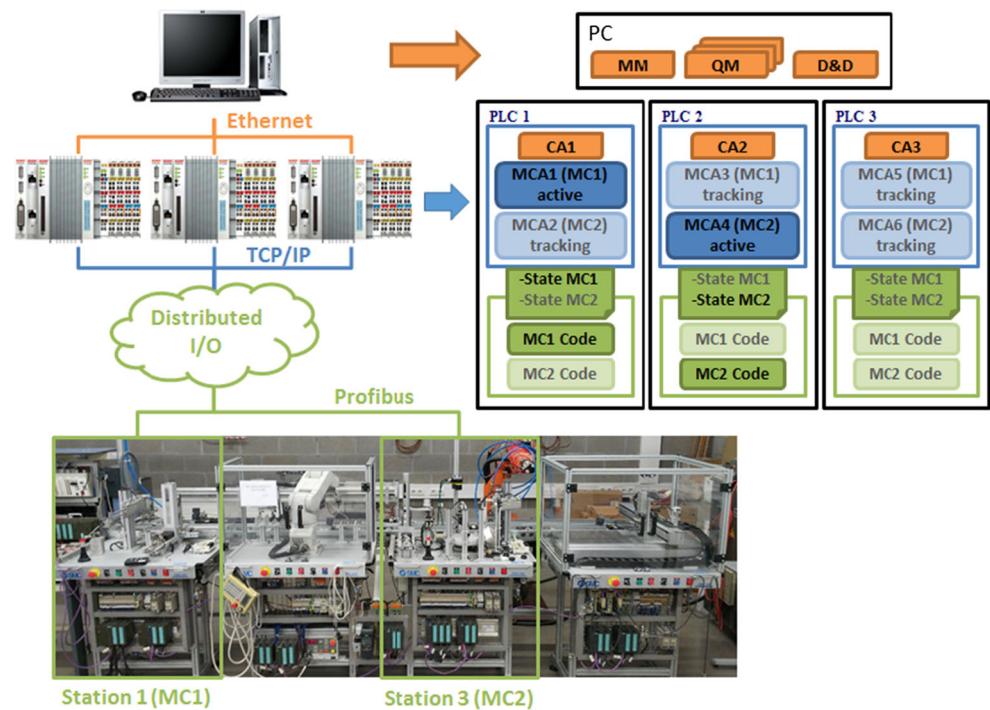 PC
MM
QM
D&D
Ethernet
PLC 1
CA1
MCA1 (MC1)
active
MCA2 (MC2)
tracking
-State MC1
-State MC2
MC1 Code
MC2 Code
PLC 2
CA2
MCA3 (MC1)
tracking
MCA4 (MC2)
active
-State MC1
-State MC2
MC1 Code
MC2 Code
PLC 3
CA3
MCA5 (MC1)
tracking
MCA6 (MC2)
tracking
-State MC1
-State MC2
MC1 Code
MC2 Code
TCP/IP
Distributed
I/O
Profibus
SMC
SMC
SMC
Station 1 (MC1)
Station 3 (MC2)